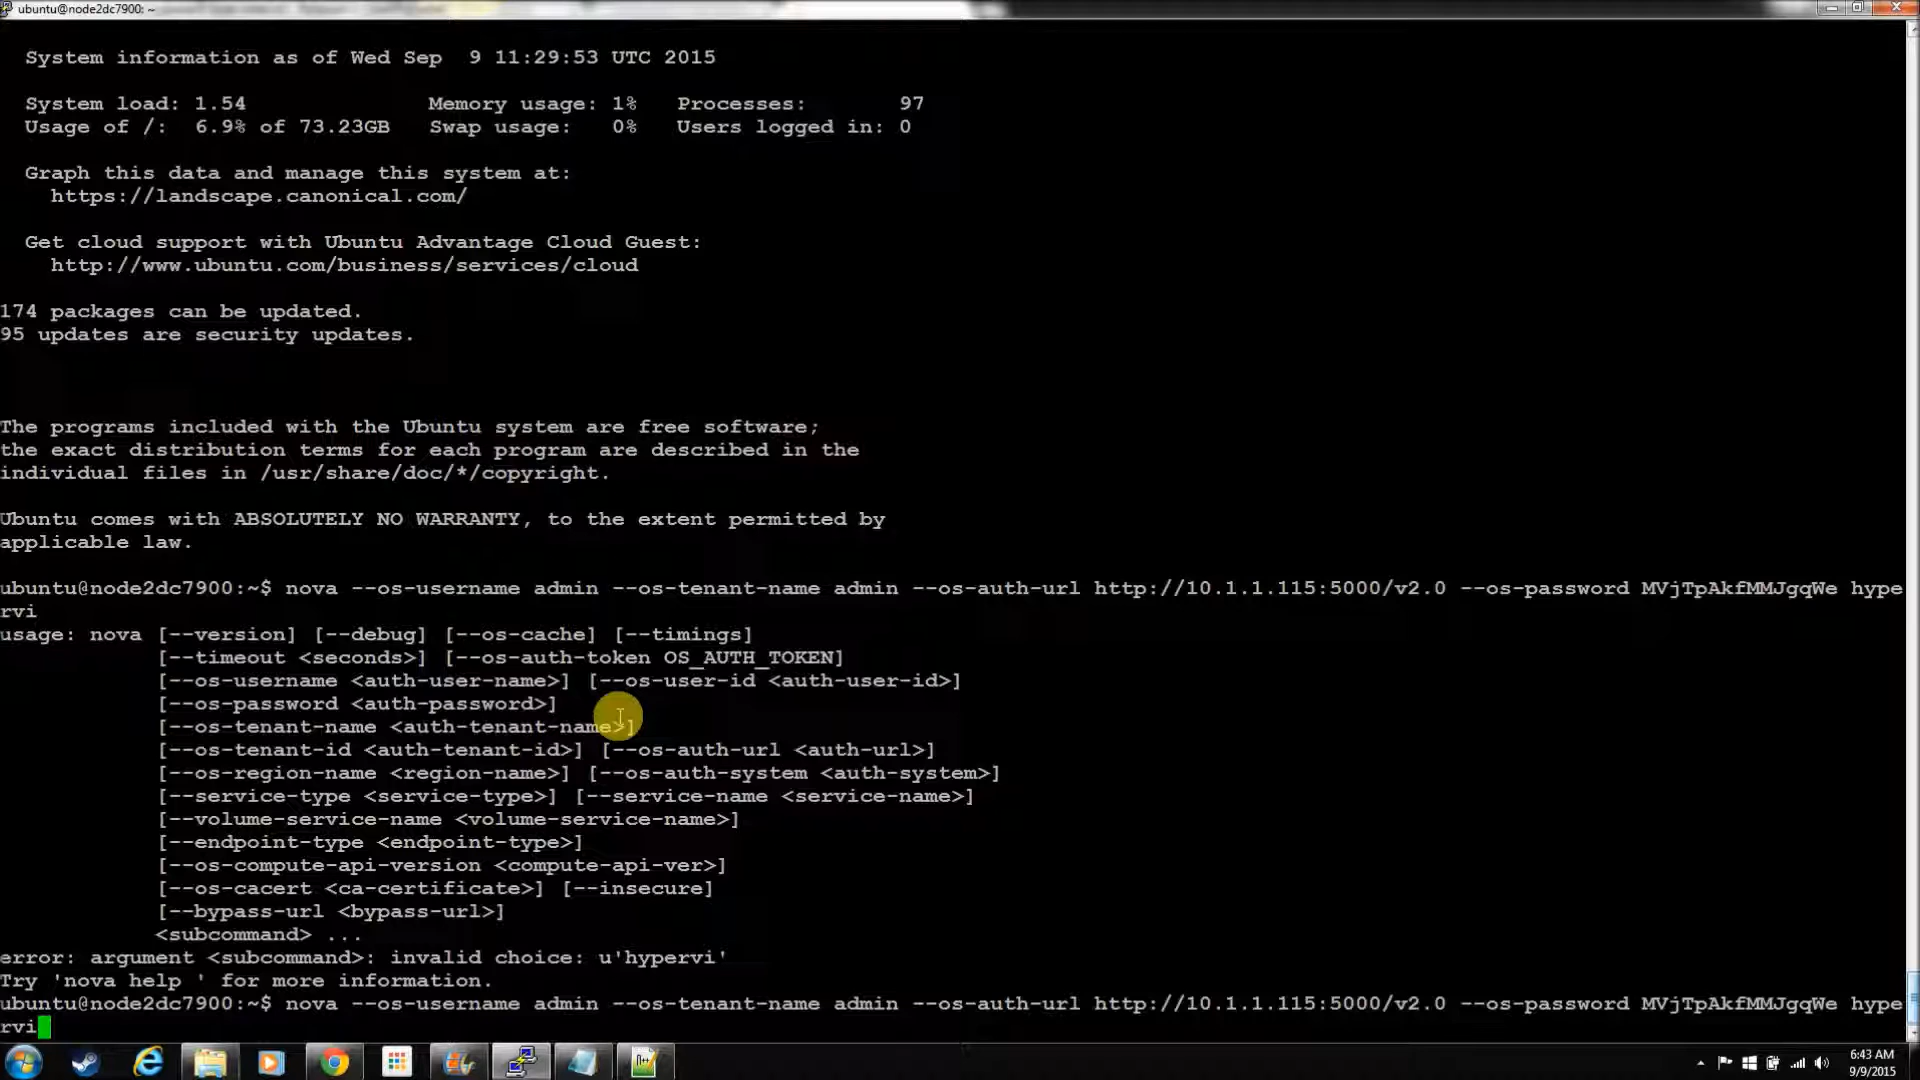 ubuntu@node2dc7900: ~
System information as of Wed Sep  9 11:29:53 UTC 2015
System load: 1.54 Memory usage: 1% Processes: 97
Usage of /: 6.9% of 73.23GB Swap usage: 0% Users logged in: 0
Graph this data and manage this system at:
https://landscape.canonical.com/
Get cloud support with Ubuntu Advantage Cloud Guest:
http://www.ubuntu.com/business/services/cloud
174 packages can be updated.
95 updates are security updates.
The programs included with the Ubuntu system are free software;
the exact distribution terms for each program are described in the
individual files in /usr/share/doc/*/copyright.
Ubuntu comes with ABSOLUTELY NO WARRANTY, to the extent permitted by
applicable law.
ubuntu@node2dc7900:~$ nova --os-username admin --os-tenant-name admin --os-auth-url http://10.1.1.115:5000/v2.0 --os-password MVjTpAkfMMJgqWe hype
rvi
usage: nova [--version] [--debug] [--os-cache] [--timings]
[--timeout <seconds>] [--os-auth-token OS_AUTH_TOKEN]
[--os-username <auth-user-name>] [--os-user-id <auth-user-id>]
[--os-password <auth-password>]
[--os-tenant-name <auth-tenant-name>]
[--os-tenant-id <auth-tenant-id>] [--os-auth-url <auth-url>]
[--os-region-name <region-name>] [--os-auth-system <auth-system>]
[--service-type <service-type>] [--service-name <service-name>]
[--volume-service-name <volume-service-name>]
[--endpoint-type <endpoint-type>]
[--os-compute-api-version <compute-api-ver>]
[--os-cacert <ca-certificate>] [--insecure]
[--bypass-url <bypass-url>]
<subcommand> ...
error: argument <subcommand>: invalid choice: u'hypervi'
Try 'nova help ' for more information.
ubuntu@node2dc7900:~$ nova --os-username admin --os-tenant-name admin --os-auth-url http://10.1.1.115:5000/v2.0 --os-password MVjTpAkfMMJgqWe hype
rvi
6:43 AM
9/9/2015